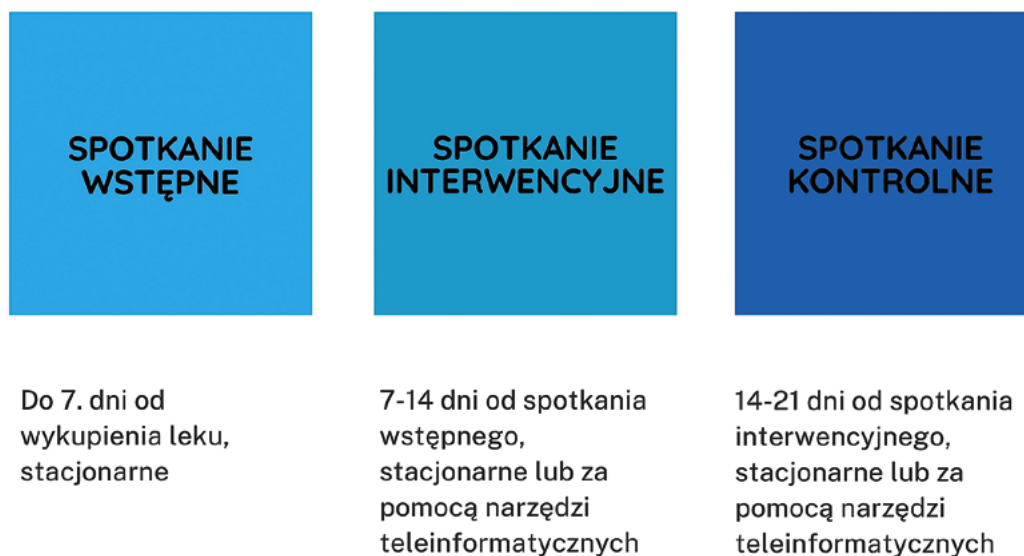 SPOTKANIE
WSTĘPNE
SPOTKANIE
INTERWENCYJNE
SPOTKANIE
KONTROLNE
Do 7. dni od
wykupienia leku,
stacjonarne
7-14 dni od spotkania
wstępnego,
stacjonarne lub za
pomocą narzędzi
teleinformatycznych
14-21 dni od spotkania
interwencyjnego,
stacjonarne lub za
pomocą narzędzi
teleinformatycznych